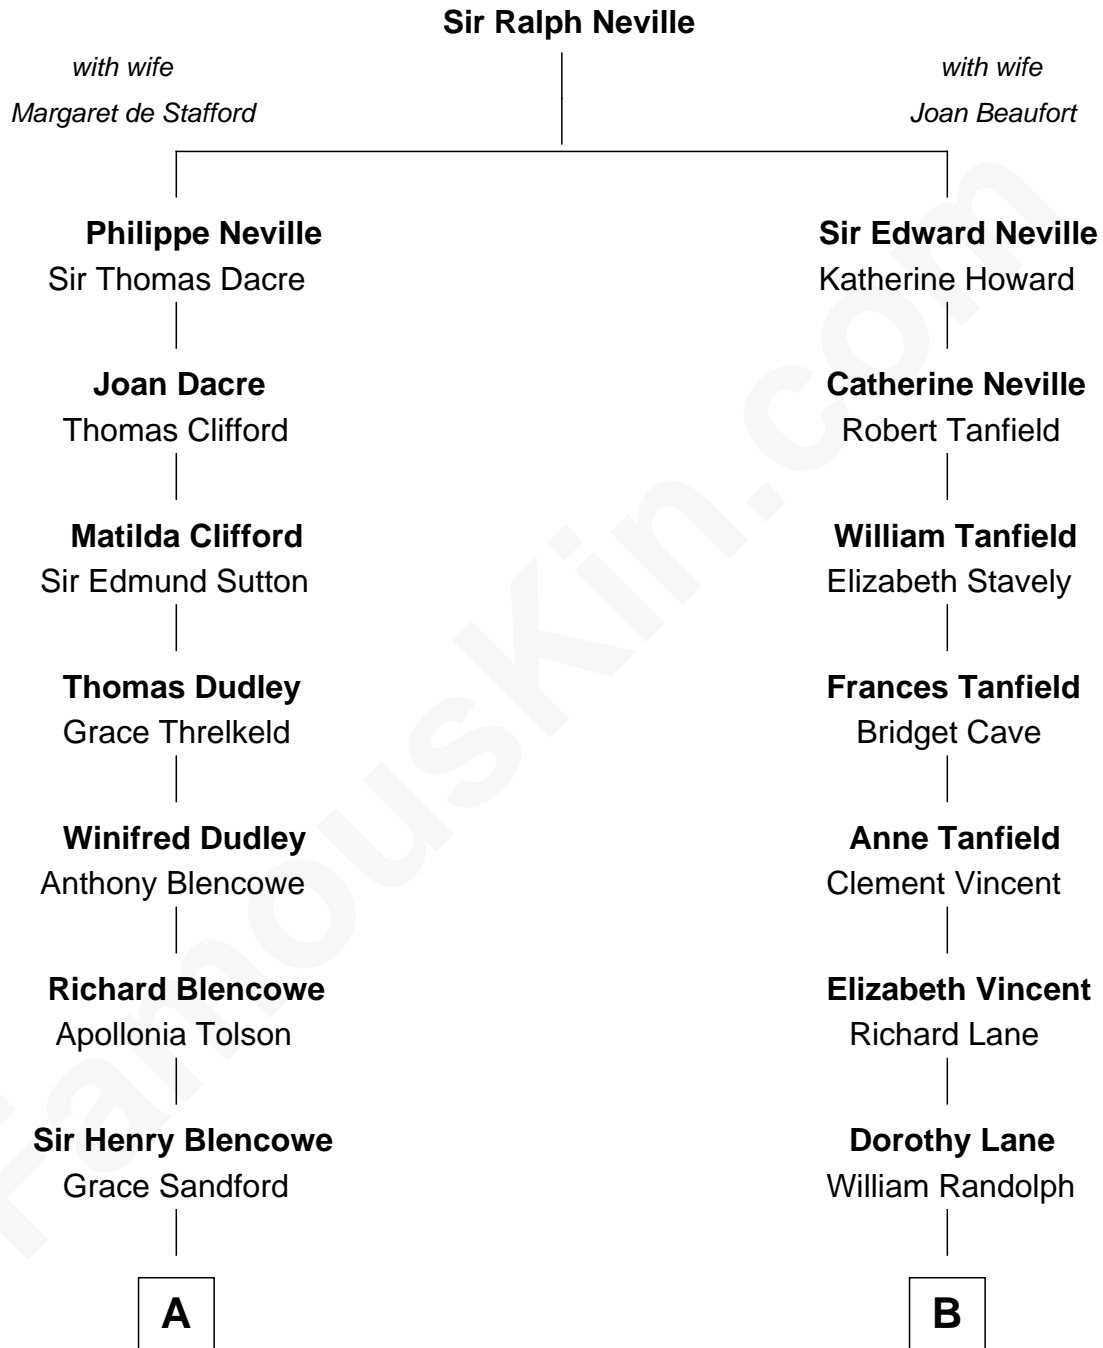 Sir Ralph Neville
with wife
Margaret de Stafford
with wife
Joan Beaufort
Philippe Neville
Sir Thomas Dacre
Sir Edward Neville
Katherine Howard
Joan Dacre
Thomas Clifford
Catherine Neville
Robert Tanfield
Matilda Clifford
Sir Edmund Sutton
William Tanfield
Elizabeth Stavely
Thomas Dudley
Grace Threlkeld
Frances Tanfield
Bridget Cave
Winifred Dudley
Anthony Blencowe
Anne Tanfield
Clement Vincent
Richard Blencowe
Apollonia Tolson
Elizabeth Vincent
Richard Lane
Sir Henry Blencowe
Grace Sandford
Dorothy Lane
William Randolph
A
B
FamousKin.com